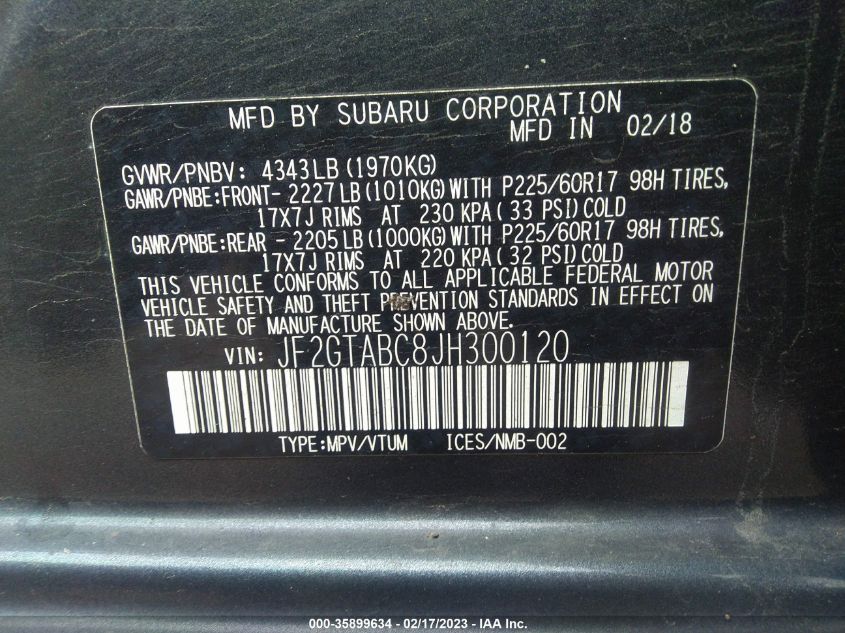 MFD BY SUBARU CORPORATION
MFD IN 02/18
GVWR/PNBV: 4343LB (1970KG)
GAWR/PNBE:FRONT- 2227LB (1010KG) WITH P225/60R17 98H TIRES,
17X7J RIMS AT 230 KPA ( 33 PSI) COLD
GAWR/PNBE:REAR - 2205LB (1000KG) WITH P225/60R17 98H TIRES,
17X7J RIMS AT 220 KPA ( 32 PSI) COLD
THIS VEHICLE CONFORMS TO ALL APPLICABLE FEDERAL MOTOR
VEHICLE SAFETY AND THEFT PREVENTION STANDARDS IN EFFECT ON
THE DATE OF MANUFACTURE SHOWN ABOVE.
VIN: JF2GTABC8JH300120
TYPE:MPV/VTUM ICES/NMB-002
000-35899634 - 02/17/2023 - IAA Inc.